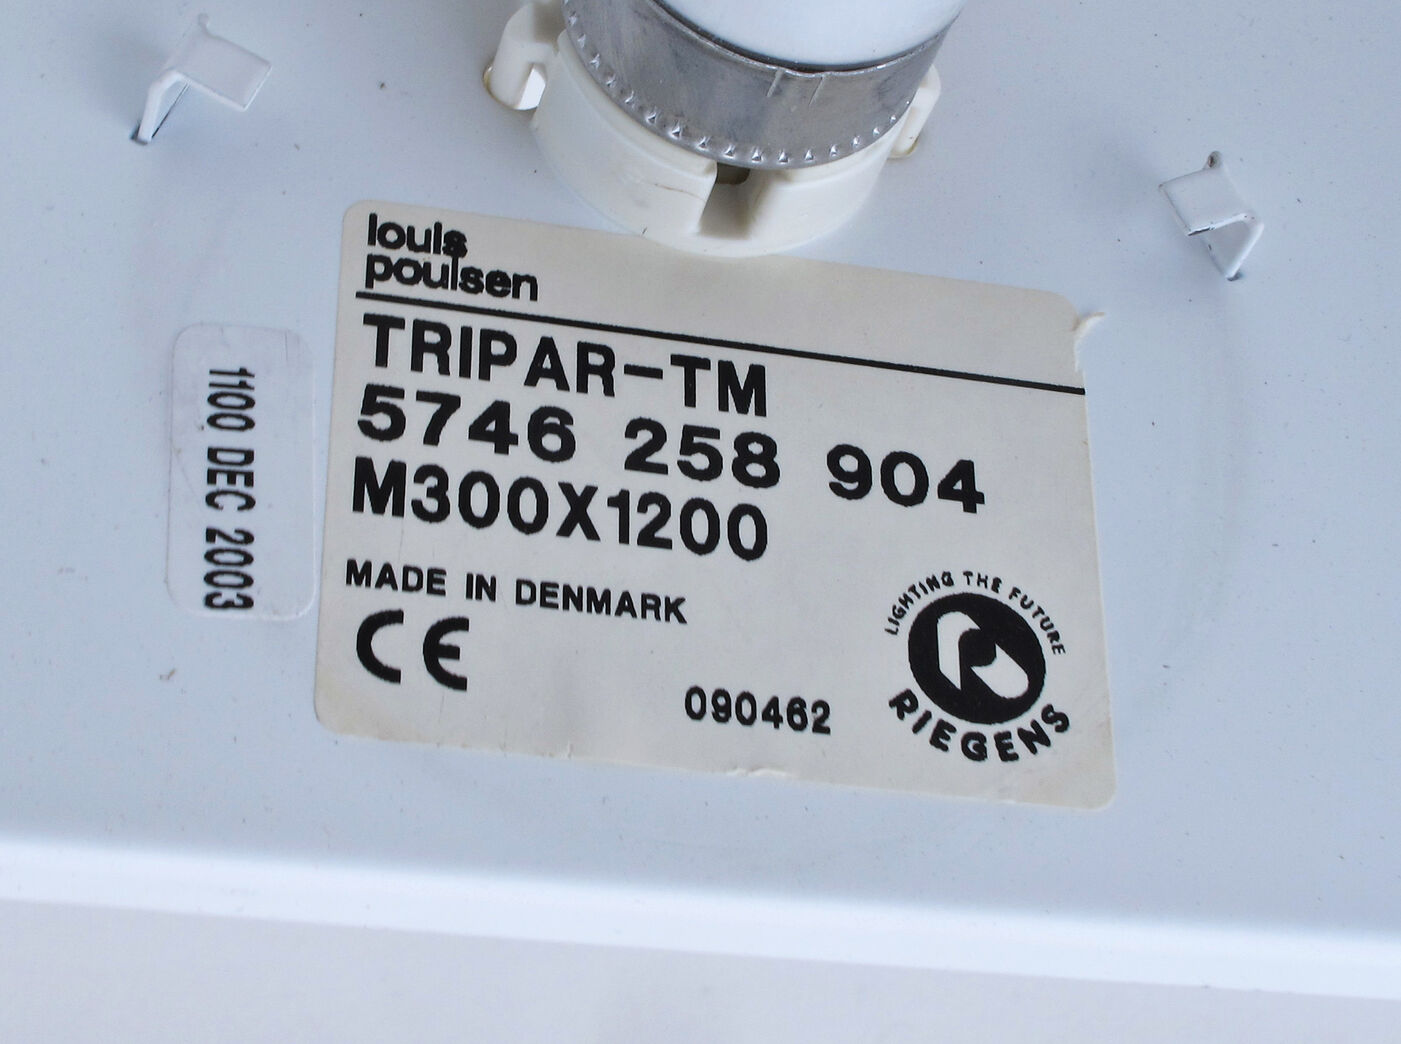 louis
poulsen
TRIPAR-TM
5746 258 904
M300X1200
MADE IN DENMARK
CE
090462
LIGHTING THE FUTURE
RIEGENS
1100 DEC 2003